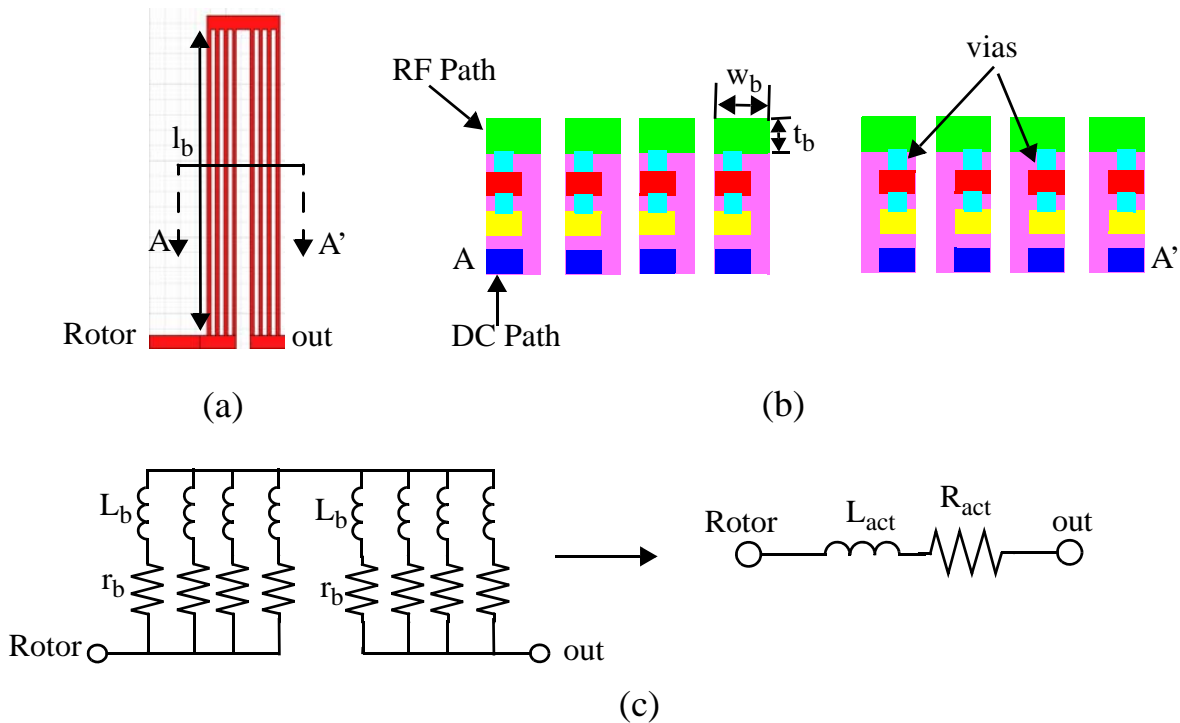 l_b
A
A'
Rotor
out
(a)
RF Path
w_b
t_b
vias
A
A'
DC Path
(b)
L_b
L_b
r_b
r_b
Rotor
out
Rotor
L_act
R_act
out
(c)